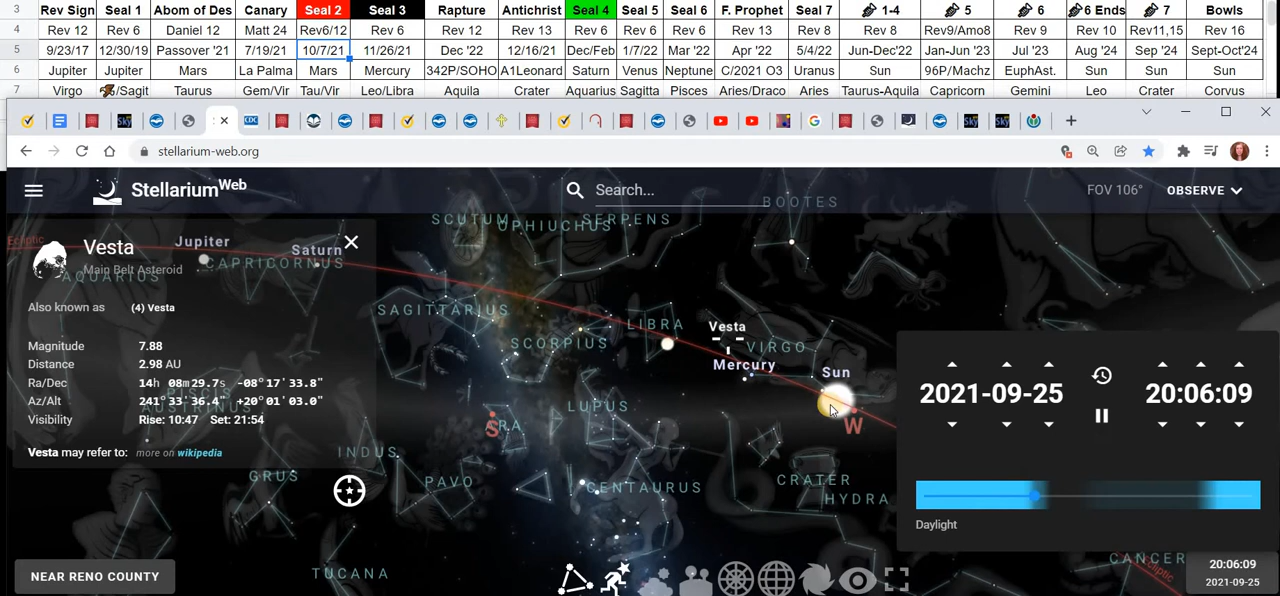 Rev Sign Seal 1 Abom of Des Canary Seal 2 Seal 3 Rapture Antichrist Seal 4 Seal 5 Seal 6 F. Prophet Seal 7 1-4 5 6 6 Ends 7 Bowls
3
4 Rev 12 Rev 6 Daniel 12 Matt 24 Rev6/12 Rev 6 Rev 12 Rev 13 Rev 6 Rev 6 Rev 6 Rev 13 Rev 8 Rev 8 Rev9/Amo8 Rev 9 Rev 10 Rev11,15 Rev 16
5 9/23/17 12/30/19 Passover '21 7/19/21 10/7/21 11/26/21 Dec '22 12/16/21 Dec/Feb 1/7/22 Mar '22 Apr '22 5/4/22 Jun-Dec'22 Jan-Jun '23 Jul '23 Aug '24 Sep '24 Sept-Oct'24
6 Jupiter Jupiter Mars La Palma Mars Mercury 342P/SOHO A1Leonard Saturn Venus Neptune C/2021 O3 Uranus Sun 96P/Machz EuphAst. Sun Sun Sun
7 Virgo /Sagit Taurus Gem/Vir Tau/Vir Leo/Libra Aquila Crater Aquarius Sagitta Pisces Aries/Draco Aries Taurus-Aquila Capricorn Gemini Leo Crater Corvus
stellarium-web.org
Stellarium Web
Search...
FOV 106°
OBSERVE
BOOTES
SCUTUM
OPHIUCHUS
SERPENS
Ecliptic
Vesta
Main Belt Asteroid
Jupiter
Saturn
CAPRICORNUS
AQUARIUS
Also known as (4) Vesta
Magnitude 7.88
Distance 2.98 AU
Ra/Dec 14h 08m29.7s -08°17'33.8"
Az/Alt 241°33'36.4" +20°01'03.0"
Visibility Rise: 10:47 Set: 21:54
PISCIS
AUSTRINUS
Vesta may refer to: more on wikipedia
SAGITTARIUS
LIBRA
Vesta
SCORPIUS
VIRGO
Mercury
Sun
LUPUS
S
ARA
W
INDUS
GRUS
PAVO
CENTAURUS
CRATER
HYDRA
TUCANA
2021-09-25
20:06:09
Daylight
CANCER
Ecliptic
NEAR RENO COUNTY
20:06:09
2021-09-25